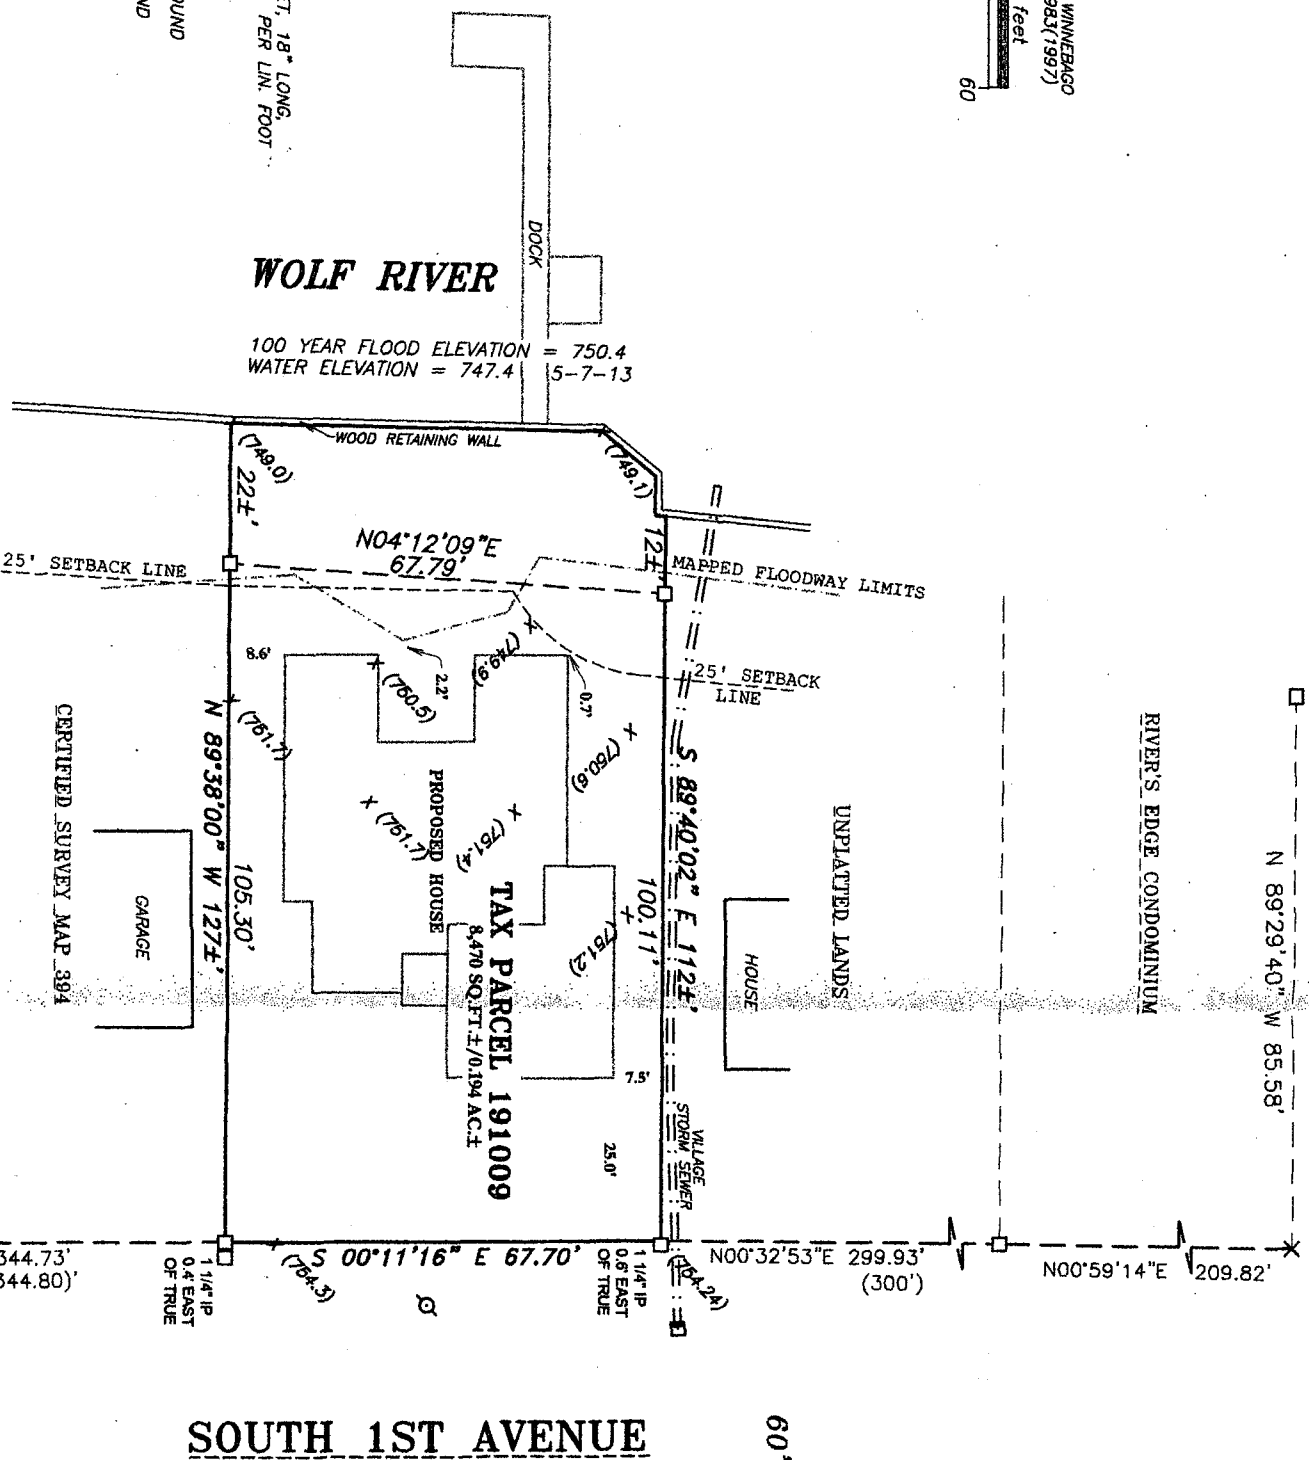 WINNEBAGO
983(1997)
feet
60
OUND
ND
ET, 18" LONG,
PER LIN. FOOT
DOCK
WOLF RIVER
100 YEAR FLOOD ELEVATION = 750.4
WATER ELEVATION = 747.4 5-7-13
WOOD RETAINING WALL
(749.0)
(749.1)
22±'
12±'
N04°12'09"E
67.79'
25' SETBACK LINE
MAPPED FLOODWAY LIMITS
25' SETBACK
LINE
8.6'
2.2'
0.7'
(749.9)
(750.5)
(750.6)
(751.7)
(751.7)
(751.4)
(751.2)
PROPOSED HOUSE
TAX PARCEL 191009
8,470 SQ.FT.±/0.194 AC.±
N 89°38'00" W 127±'
105.30'
S 89°40'02" E 112±'
100.11'
CERTIFIED SURVEY MAP 394
GARAGE
HOUSE
UNPLATTED LANDS
RIVER'S EDGE CONDOMINIUM
N 89°29'40" W 85.58'
7.5'
25.0'
VILLAGE
STORM SEWER
344.73'
344.80)'
1 1/4" IP
0.4' EAST
OF TRUE
(754.3)
S 00°11'16" E 67.70'
1 1/4" IP
0.6' EAST
OF TRUE
(754.24)
N00°32'53"E 299.93'
(300')
N00°59'14"E 209.82'
SOUTH 1ST AVENUE
60'